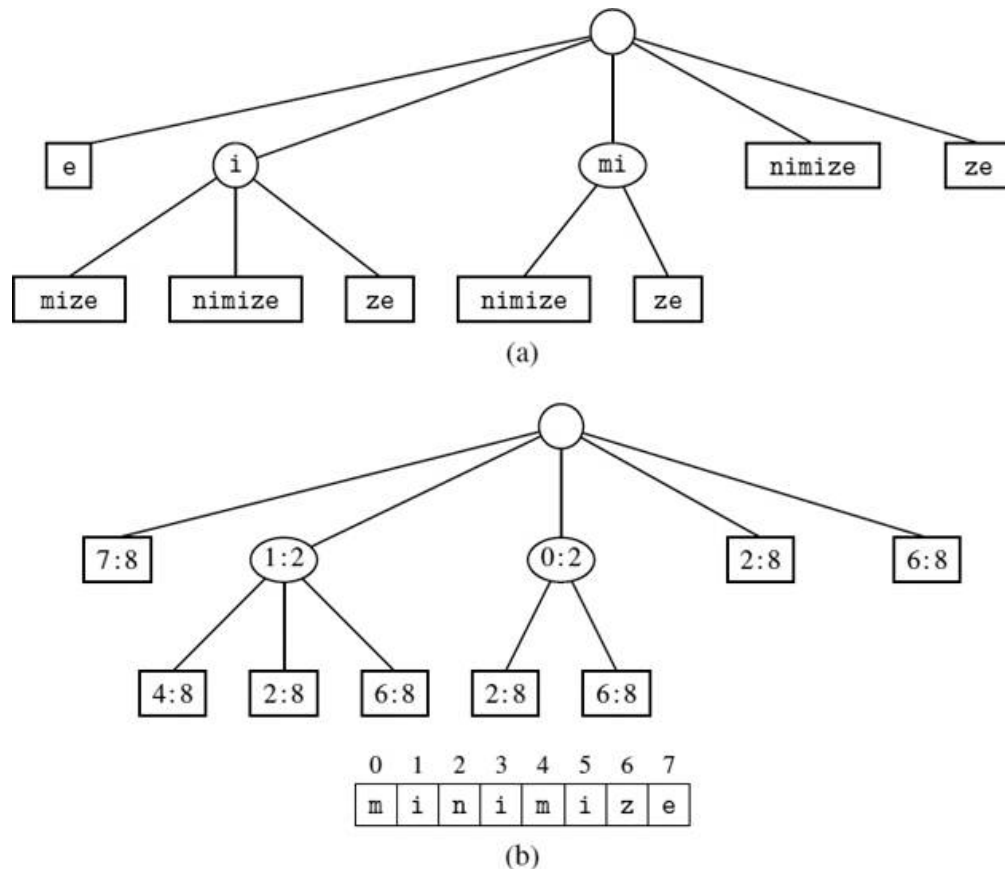 e i mi nimize ze
mize nimize ze nimize ze
(a)
7:8 1:2 0:2 2:8 6:8
4:8 2:8 6:8 2:8 6:8
0 1 2 3 4 5 6 7
m i n i m i z e
(b)